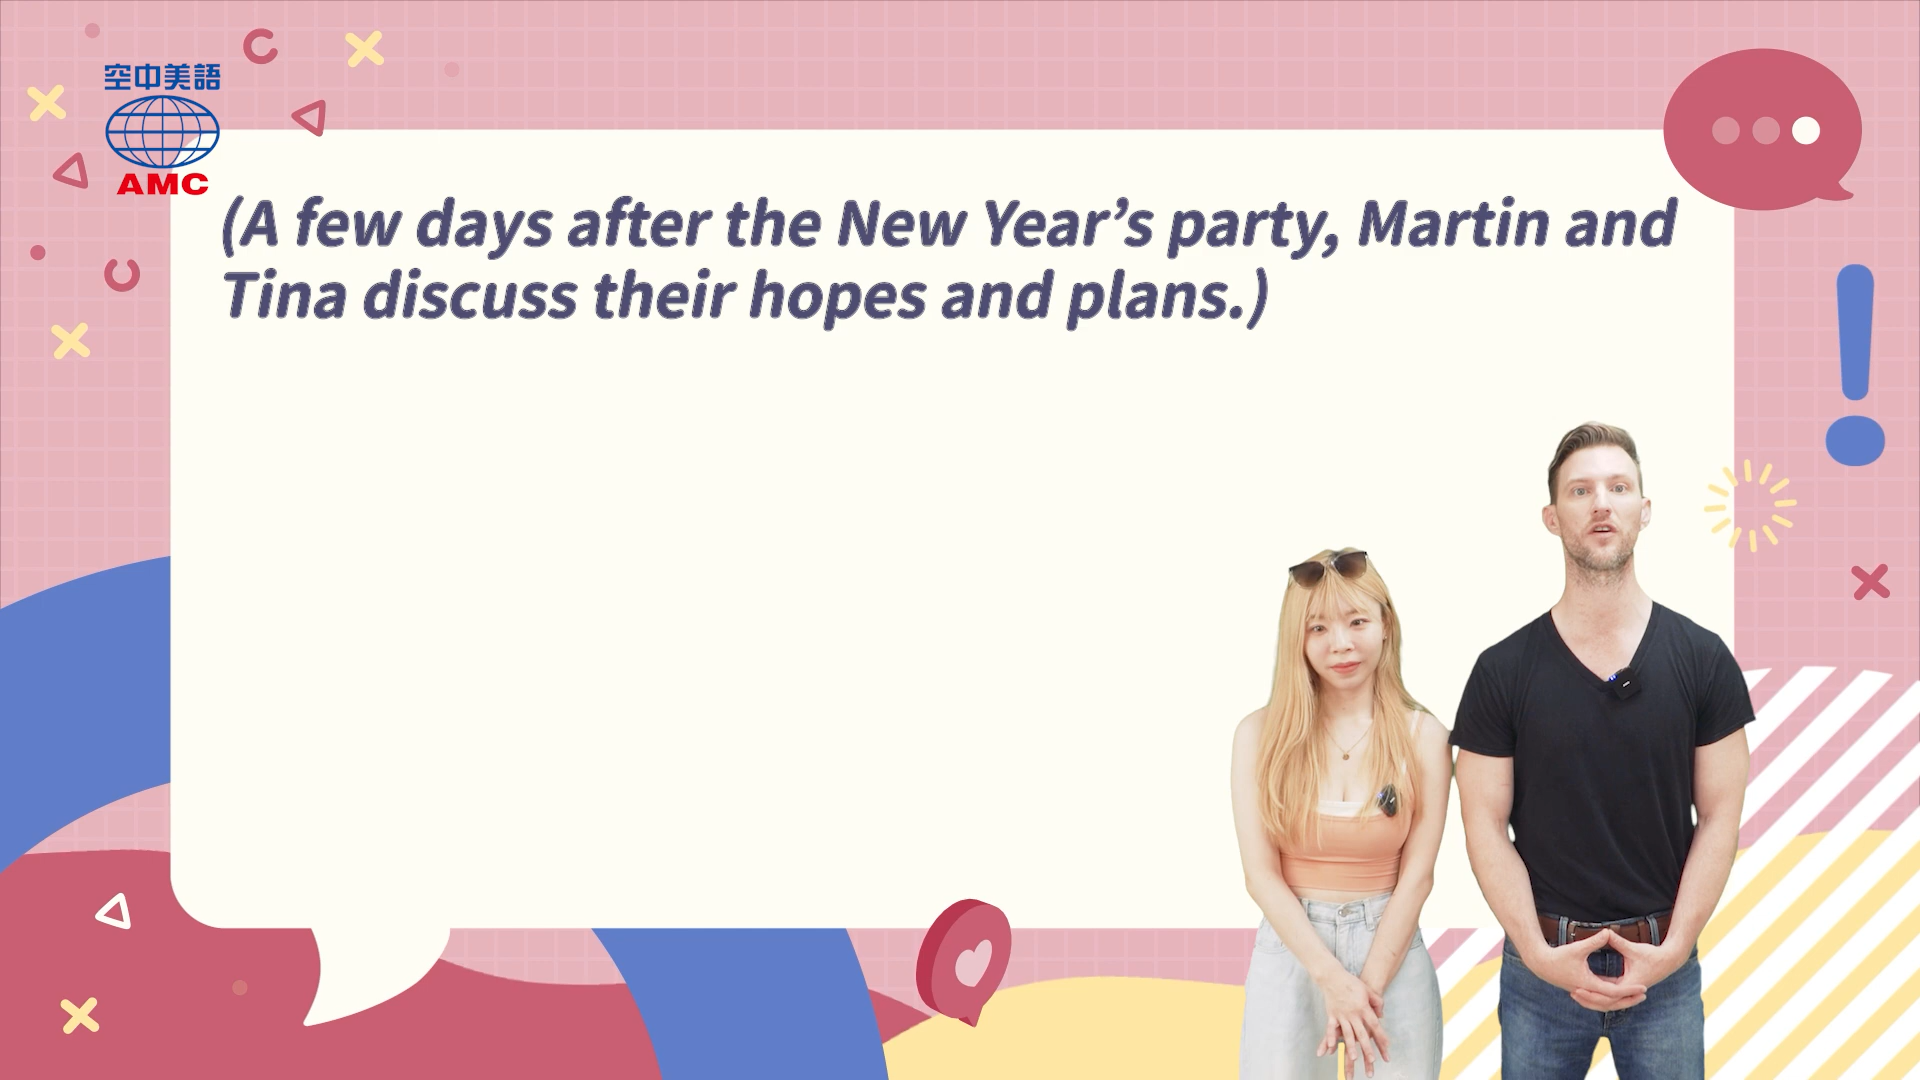 空中美語
AMC
(A few days after the New Year’s party, Martin and
Tina discuss their hopes and plans.)